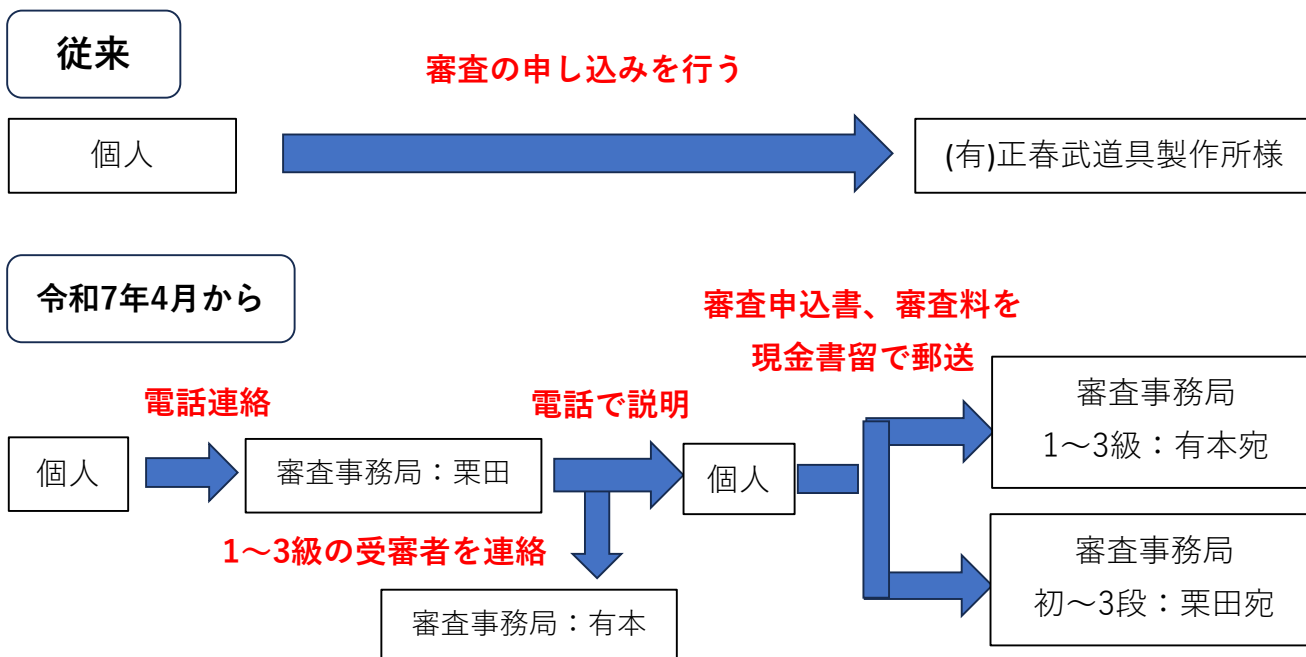 従来
審査の申し込みを行う
個人
(有)正春武道具製作所様
令和7年4月から
審査申込書、審査料を
現金書留で郵送
電話連絡
電話で説明
個人
審査事務局：栗田
個人
審査事務局
1～3級：有本宛
1～3級の受審者を連絡
審査事務局：有本
審査事務局
初～3段：栗田宛